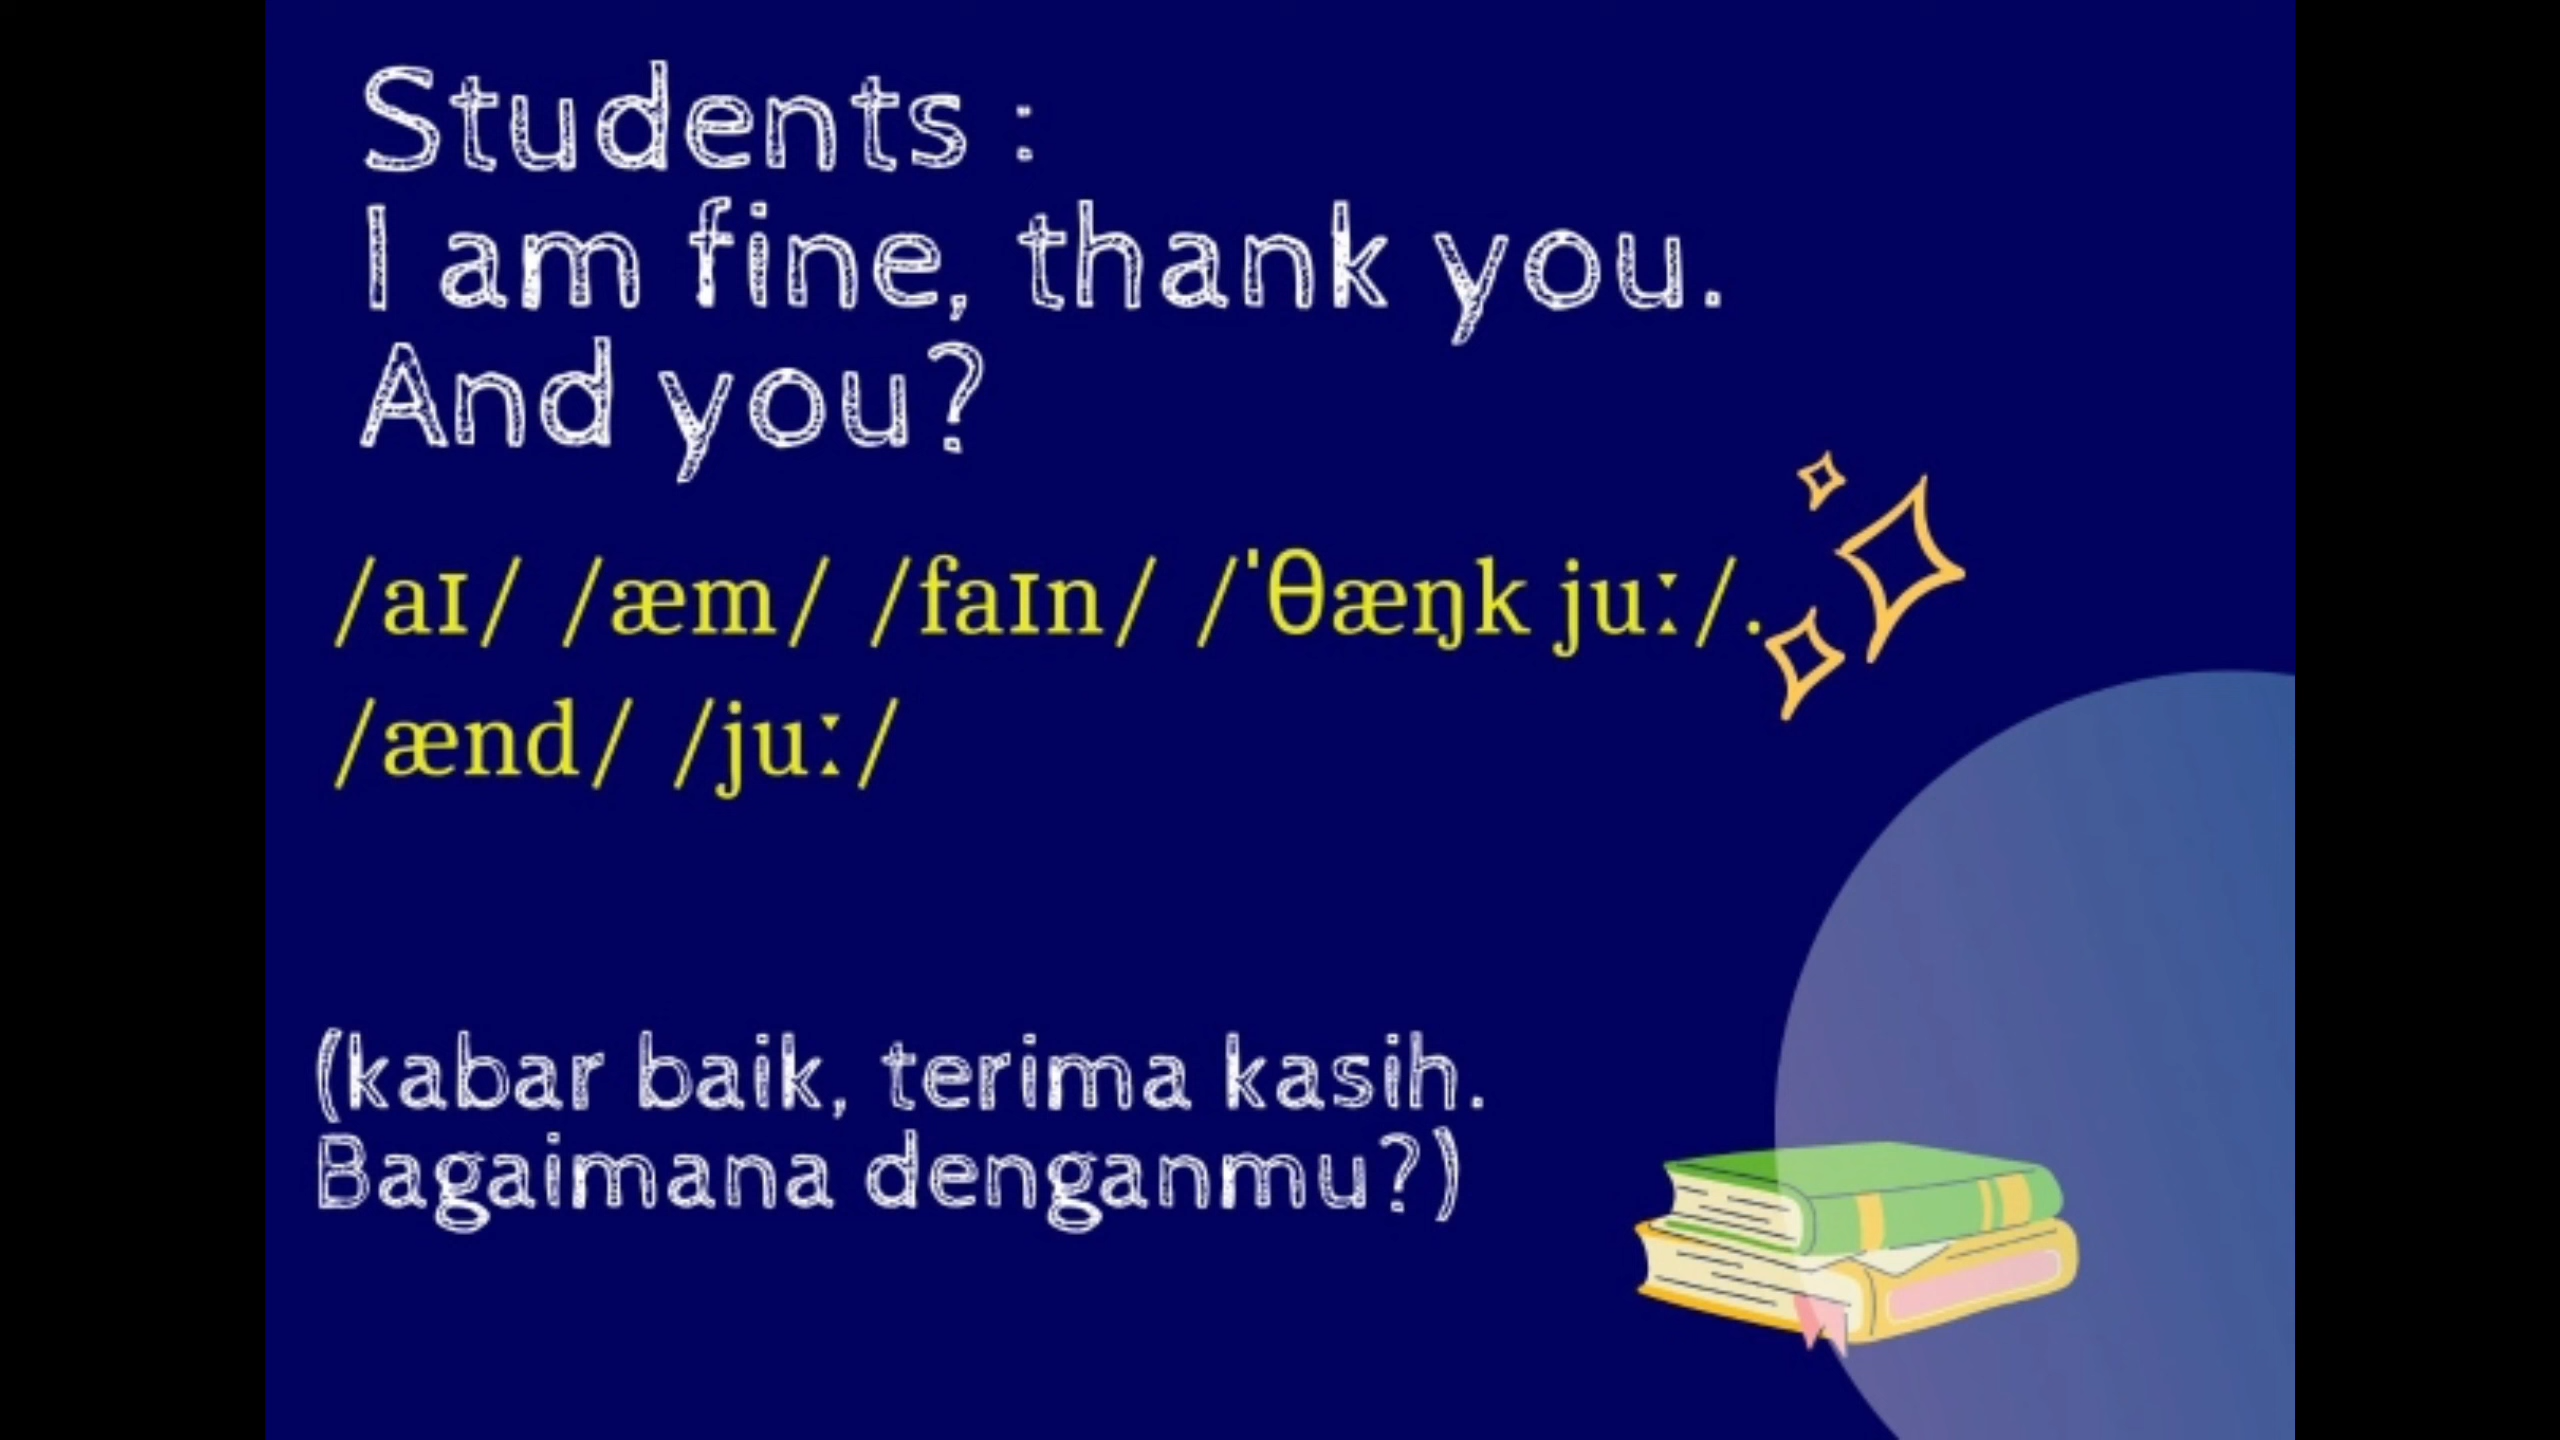 Students :
I am fine, thank you.
And you?
/aɪ/ /æm/ /faɪn/ /ˈθæŋk juː/.
/ænd/ /juː/
(kabar baik, terima kasih.
Bagaimana denganmu?)